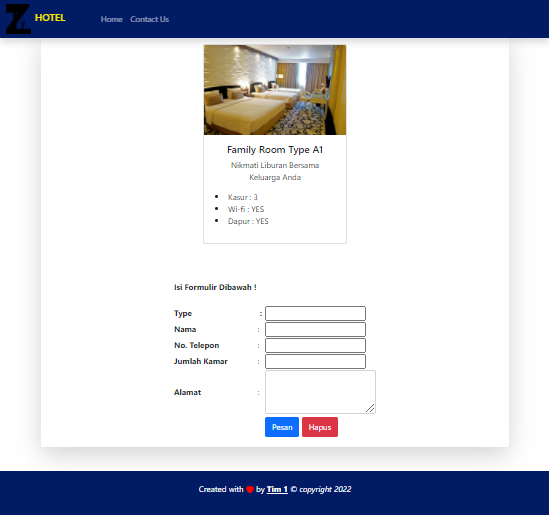 Z HOTEL Home Contact Us
Family Room Type A1
Nikmati Liburan Bersama
Keluarga Anda
Kasur : 3
Wi-fi : YES
Dapur : YES
Isi Formulir Dibawah !
Type :
Nama :
No. Telepon :
Jumlah Kamar :
Alamat :
Pesan Hapus
Created with ❤ by Tim 1 © copyright 2022